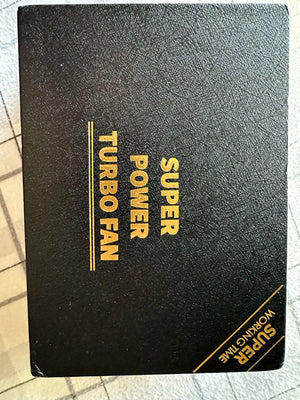 SUPER
POWER
TURBO FAN
SUPER
WORKING TIME